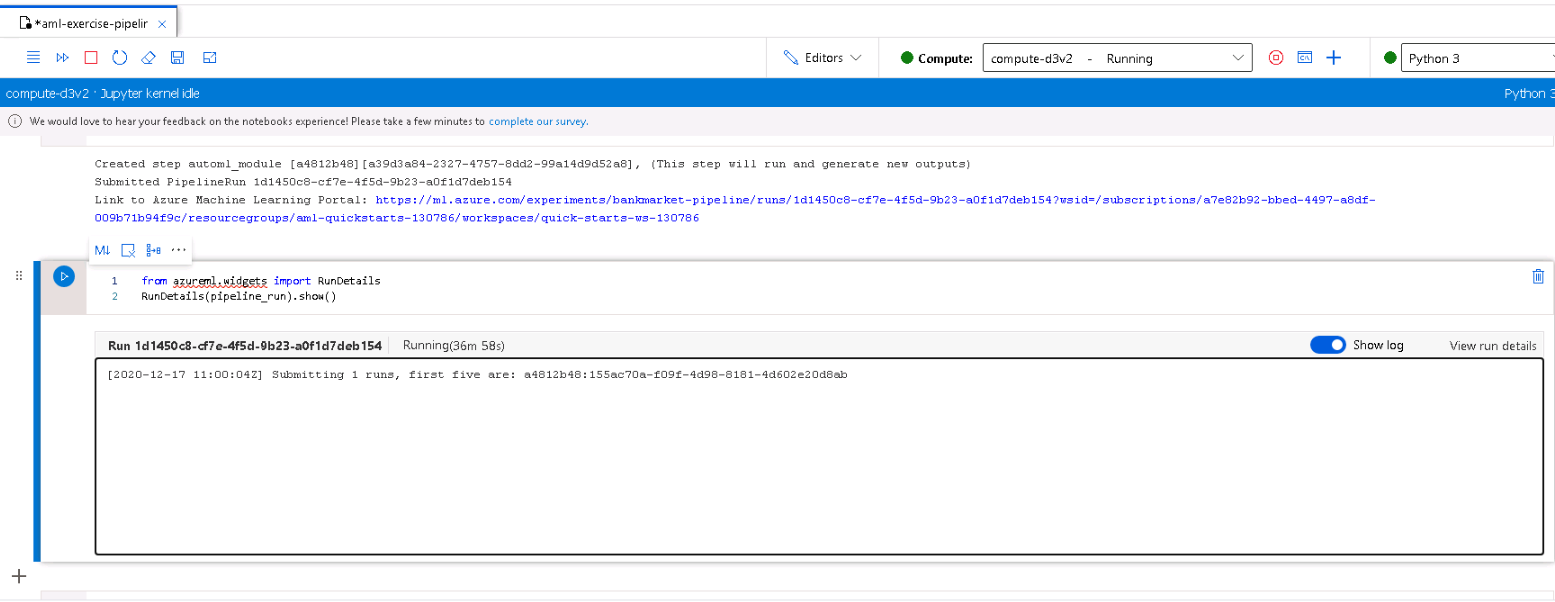 *aml-exercise-pipelir
Editors
Compute: compute-d3v2 - Running
Python 3
compute-d3v2 · Jupyter kernel idle
Python 3
We would love to hear your feedback on the notebooks experience! Please take a few minutes to complete our survey.
Created step automl_module [a4812b48][a39d3a84-2327-4757-8dd2-99a14d9d52a8], (This step will run and generate new outputs)
Submitted PipelineRun 1d1450c8-cf7e-4f5d-9b23-a0f1d7deb154
Link to Azure Machine Learning Portal: https://ml.azure.com/experiments/bankmarket-pipeline/runs/1d1450c8-cf7e-4f5d-9b23-a0f1d7deb154?wsid=/subscriptions/a7e82b92-bbed-4497-a8df-
009b71b94f9c/resourcegroups/aml-quickstarts-130786/workspaces/quick-starts-ws-130786
M↓
1 from azureml.widgets import RunDetails
2 RunDetails(pipeline_run).show()
Run 1d1450c8-cf7e-4f5d-9b23-a0f1d7deb154 Running(36m 58s)
Show log
View run details
[2020-12-17 11:00:04Z] Submitting 1 runs, first five are: a4812b48:155ac70a-f09f-4d98-8181-4d602e20d8ab